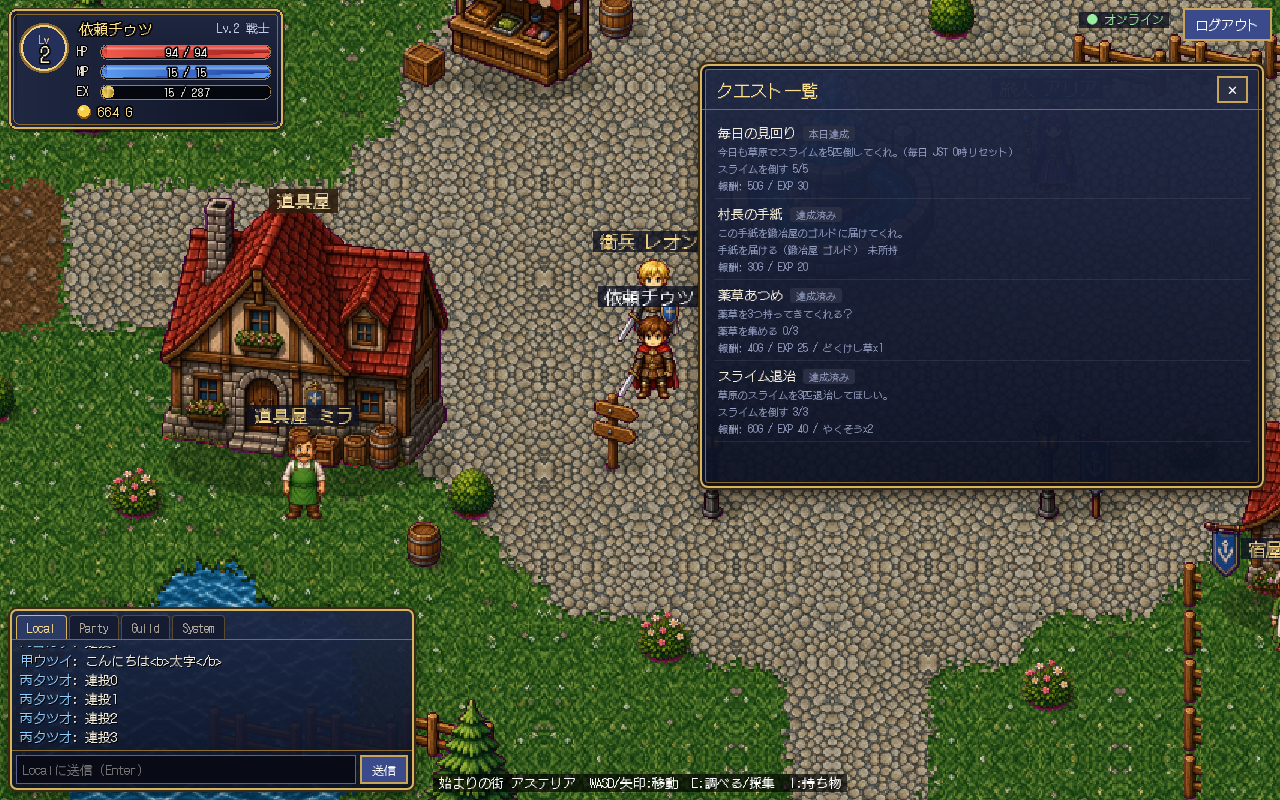 依頼チゥツ Lv.2 戦士
Lv 2
HP 94 / 94
MP 15 / 15
EX 15 / 287
664 G
オンライン
ログアウト
クエスト一覧 ×
毎日の見回り 本日達成
今日も草原でスライムを5匹倒してくれ。(毎日 JST 0時リセット)
スライムを倒す 5/5
報酬: 50G / EXP 30
村長の手紙 達成済み
この手紙を鍛冶屋のゴルドに届けてくれ。
手紙を届ける (鍛冶屋 ゴルド) 未所持
報酬: 30G / EXP 20
薬草あつめ 達成済み
薬草を3つ持ってきてくれる?
薬草を集める 0/3
報酬: 40G / EXP 25 / どくけし草x1
スライム退治 達成済み
草原のスライムを3匹退治してほしい。
スライムを倒す 3/3
報酬: 60G / EXP 40 / やくそうx2
道具屋
衛兵 レオン
依頼チゥツ
道具屋 ミラ
宿屋
Local Party Guild System
甲ウツイ: こんにちは<b>太字</b>
丙タツオ: 連投0
丙タツオ: 連投1
丙タツオ: 連投2
丙タツオ: 連投3
Localに送信 (Enter) 送信
始まりの街 アステリア WASD/矢印:移動 E:調べる/採集 I:持ち物